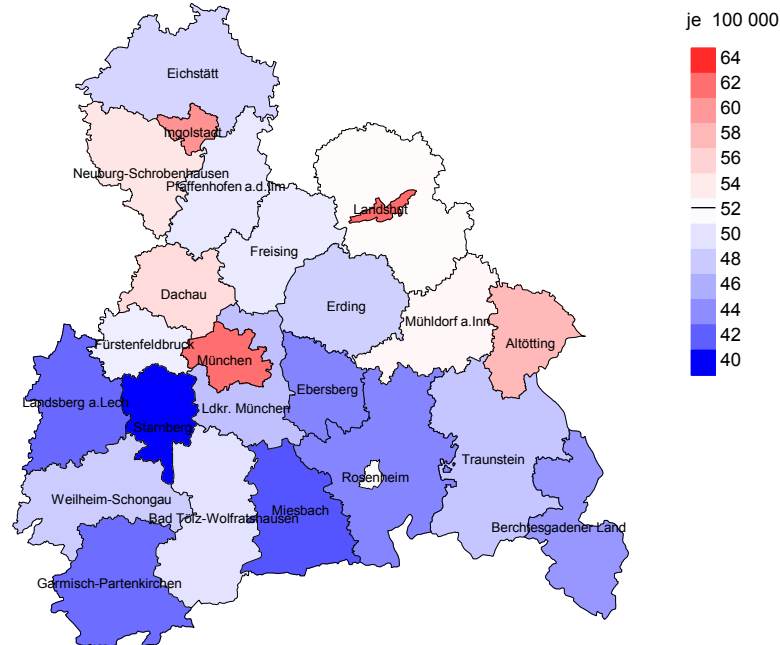 je 100 000
64
62
60
58
56
54
52
50
48
46
44
42
40
Eichstätt
Ingolstadt
Neuburg-Schrobenhausen
Pfaffenhofen a.d.Ilm
Landshut
Freising
Dachau
Erding
Mühldorf a.Inn
Altötting
Fürstenfeldbruck
München
Ebersberg
Landsberg a.Lech
Ldkr. München
Starnberg
Traunstein
Rosenheim
Weilheim-Schongau
Bad Tölz-Wolfratshausen
Miesbach
Berchtesgadener Land
Garmisch-Partenkirchen